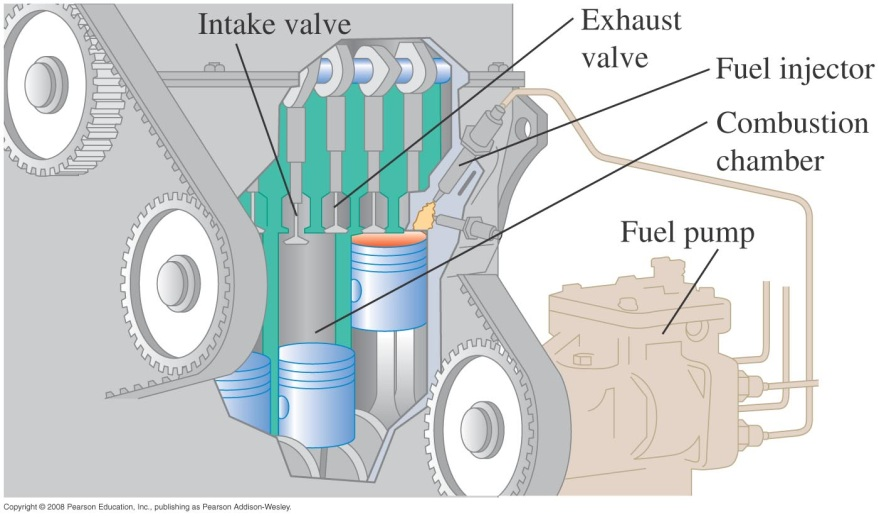 Intake valve
Exhaust
valve
Fuel injector
Combustion
chamber
Fuel pump
Copyright © 2008 Pearson Education, Inc., publishing as Pearson Addison-Wesley.